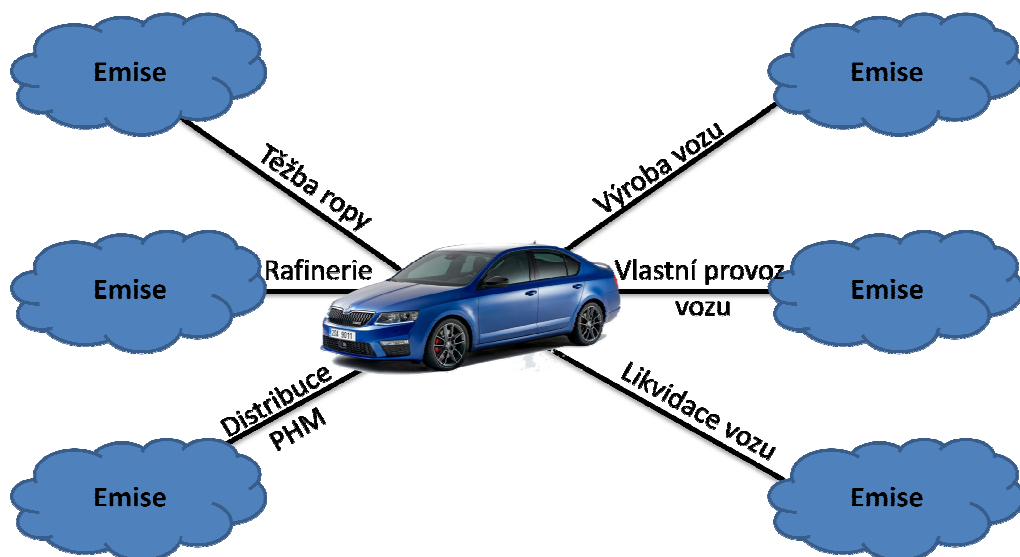 Emise
Emise
Těžba ropy
Výroba vozu
Emise
Rafinerie
Vlastní provoz
vozu
Emise
Distribuce
PHM
Likvidace vozu
Emise
Emise